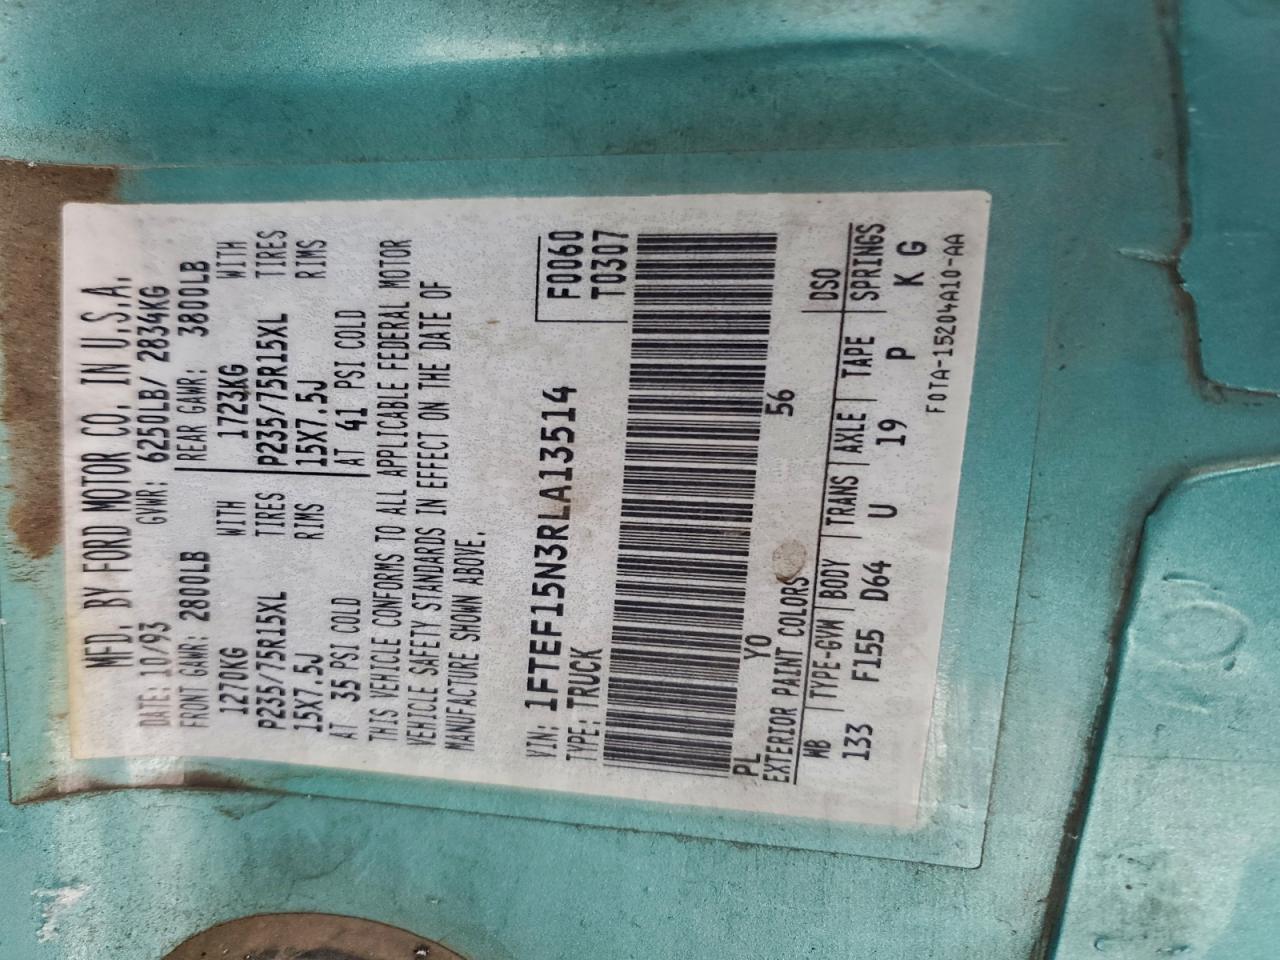 MFD. BY FORD MOTOR CO. IN U.S.A.
DATE: 10/93 GVWR: 6250LB/ 2834KG
FRONT GAWR: 2800LB REAR GAWR: 3800LB
1270KG WITH 1723KG WITH
P235/75R15XL TIRES P235/75R15XL TIRES
15X7.5J RIMS 15X7.5J RIMS
AT 35 PSI COLD AT 41 PSI COLD
THIS VEHICLE CONFORMS TO ALL APPLICABLE FEDERAL MOTOR
VEHICLE SAFETY STANDARDS IN EFFECT ON THE DATE OF
MANUFACTURE SHOWN ABOVE.
VIN: 1FTEF15N3RLA13514 F0060
TYPE: TRUCK T0307
PL YO 56
EXTERIOR PAINT COLORS DSO
WB TYPE-GVW BODY TRANS AXLE TAPE SPRINGS
133 F155 D64 U 19 P K G
F0TA-15204A10-AA